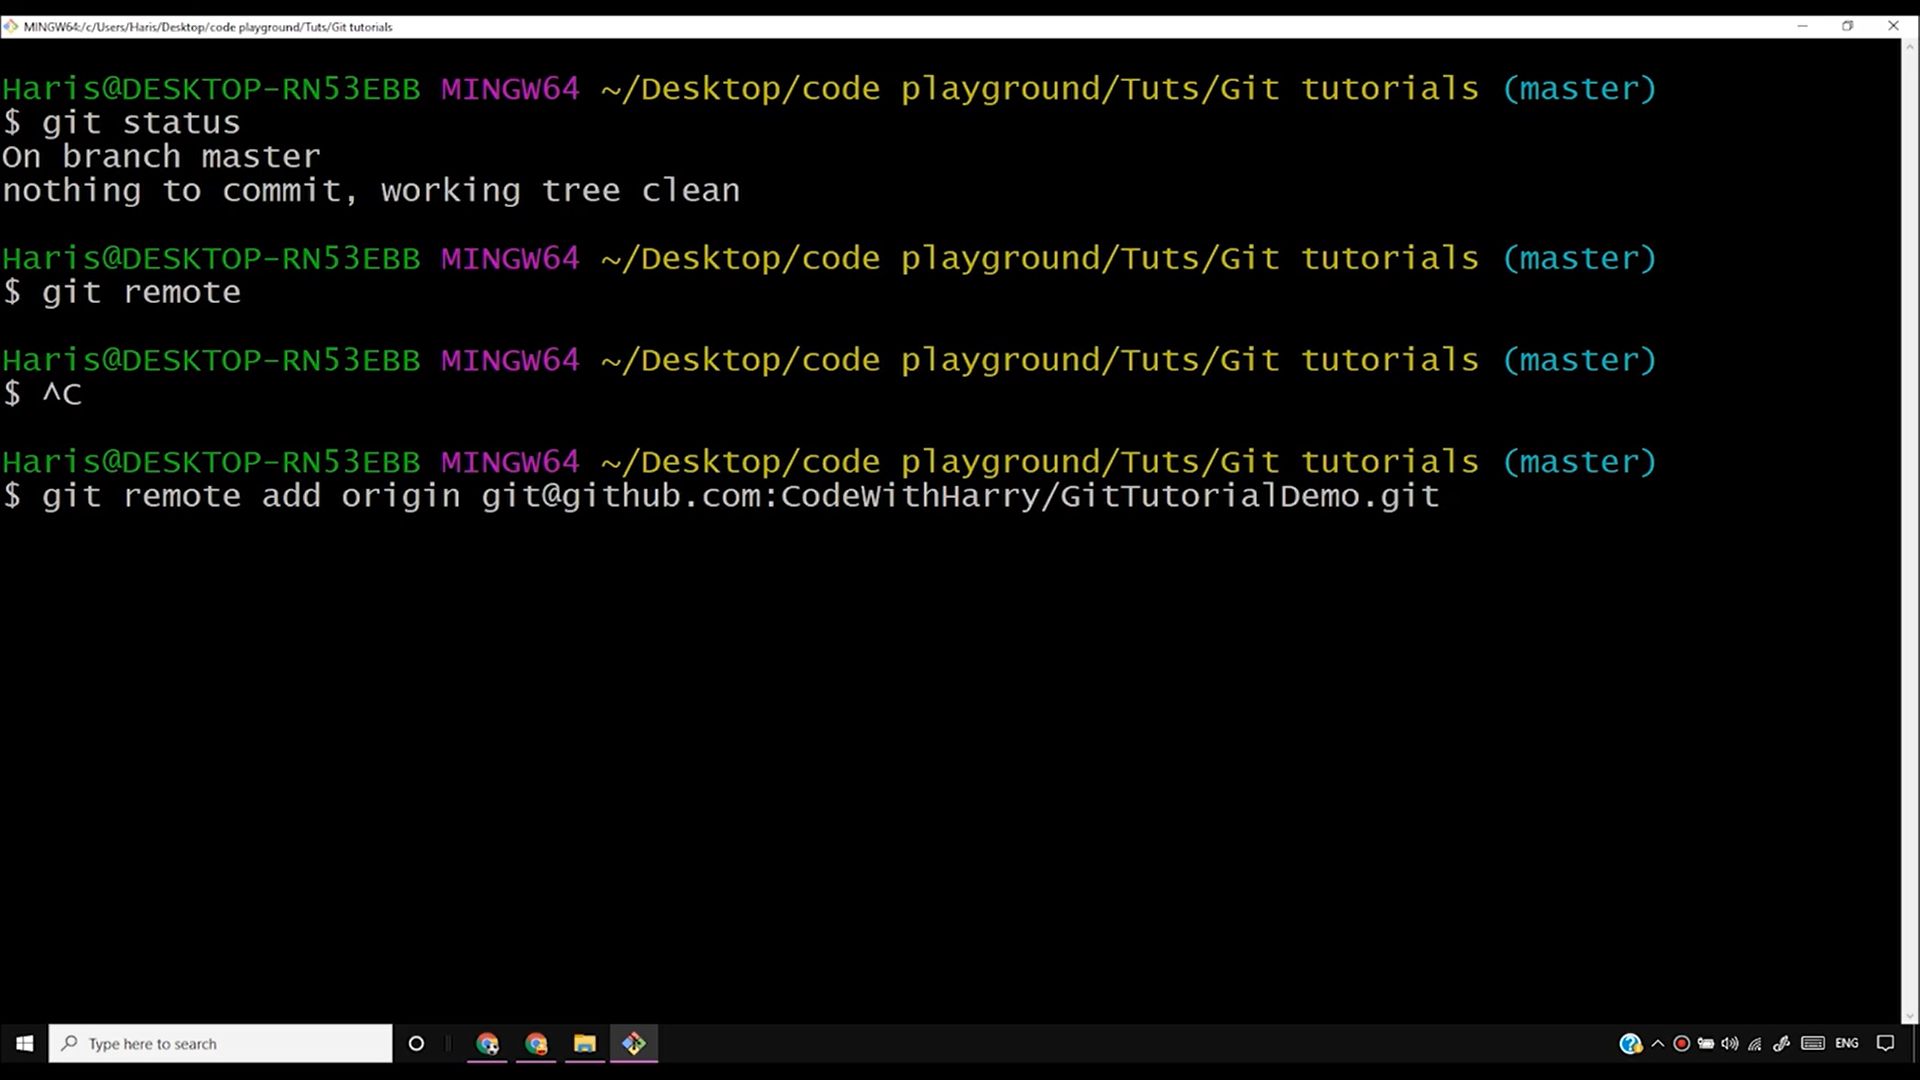 MINGW64:/c/Users/Haris/Desktop/code playground/Tuts/Git tutorials
Haris@DESKTOP-RN53EBB MINGW64 ~/Desktop/code playground/Tuts/Git tutorials (master)
$ git status
On branch master
nothing to commit, working tree clean
Haris@DESKTOP-RN53EBB MINGW64 ~/Desktop/code playground/Tuts/Git tutorials (master)
$ git remote
Haris@DESKTOP-RN53EBB MINGW64 ~/Desktop/code playground/Tuts/Git tutorials (master)
$ ^C
Haris@DESKTOP-RN53EBB MINGW64 ~/Desktop/code playground/Tuts/Git tutorials (master)
$ git remote add origin git@github.com:CodeWithHarry/GitTutorialDemo.git
Type here to search
ENG